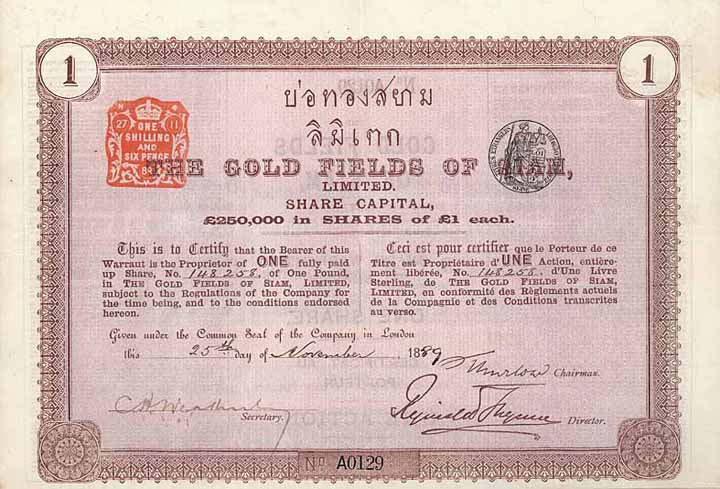 1 1
บ่อทองสยาม
ลิมิเตด
27 11
ONE
SHILLING
AND
SIX PENCE
THE GOLD FIELDS OF SIAM,
LIMITED.
SHARE CAPITAL,
£250,000 in SHARES of £1 each.
This is to Certify that the Bearer of this
Warrant is the Proprietor of ONE fully paid
up Share, No. 148258. of One Pound,
in THE GOLD FIELDS OF SIAM, LIMITED,
subject to the Regulations of the Company for
the time being, and to the conditions endorsed
hereon.
Ceci est pour certifier que le Porteur de ce
Titre est Propriétaire d'UNE Action, entière-
ment libérée, No. 148258. d'Une Livre
Sterling, de THE GOLD FIELDS OF SIAM,
LIMITED, en conformité des Règlements actuels
de la Compagnie et des Conditions transcrites
au verso.
Given under the Common Seal of the Company in London
this 25th day of November 1889
Chairman.
Secretary.
Reginald Director.
No A0129